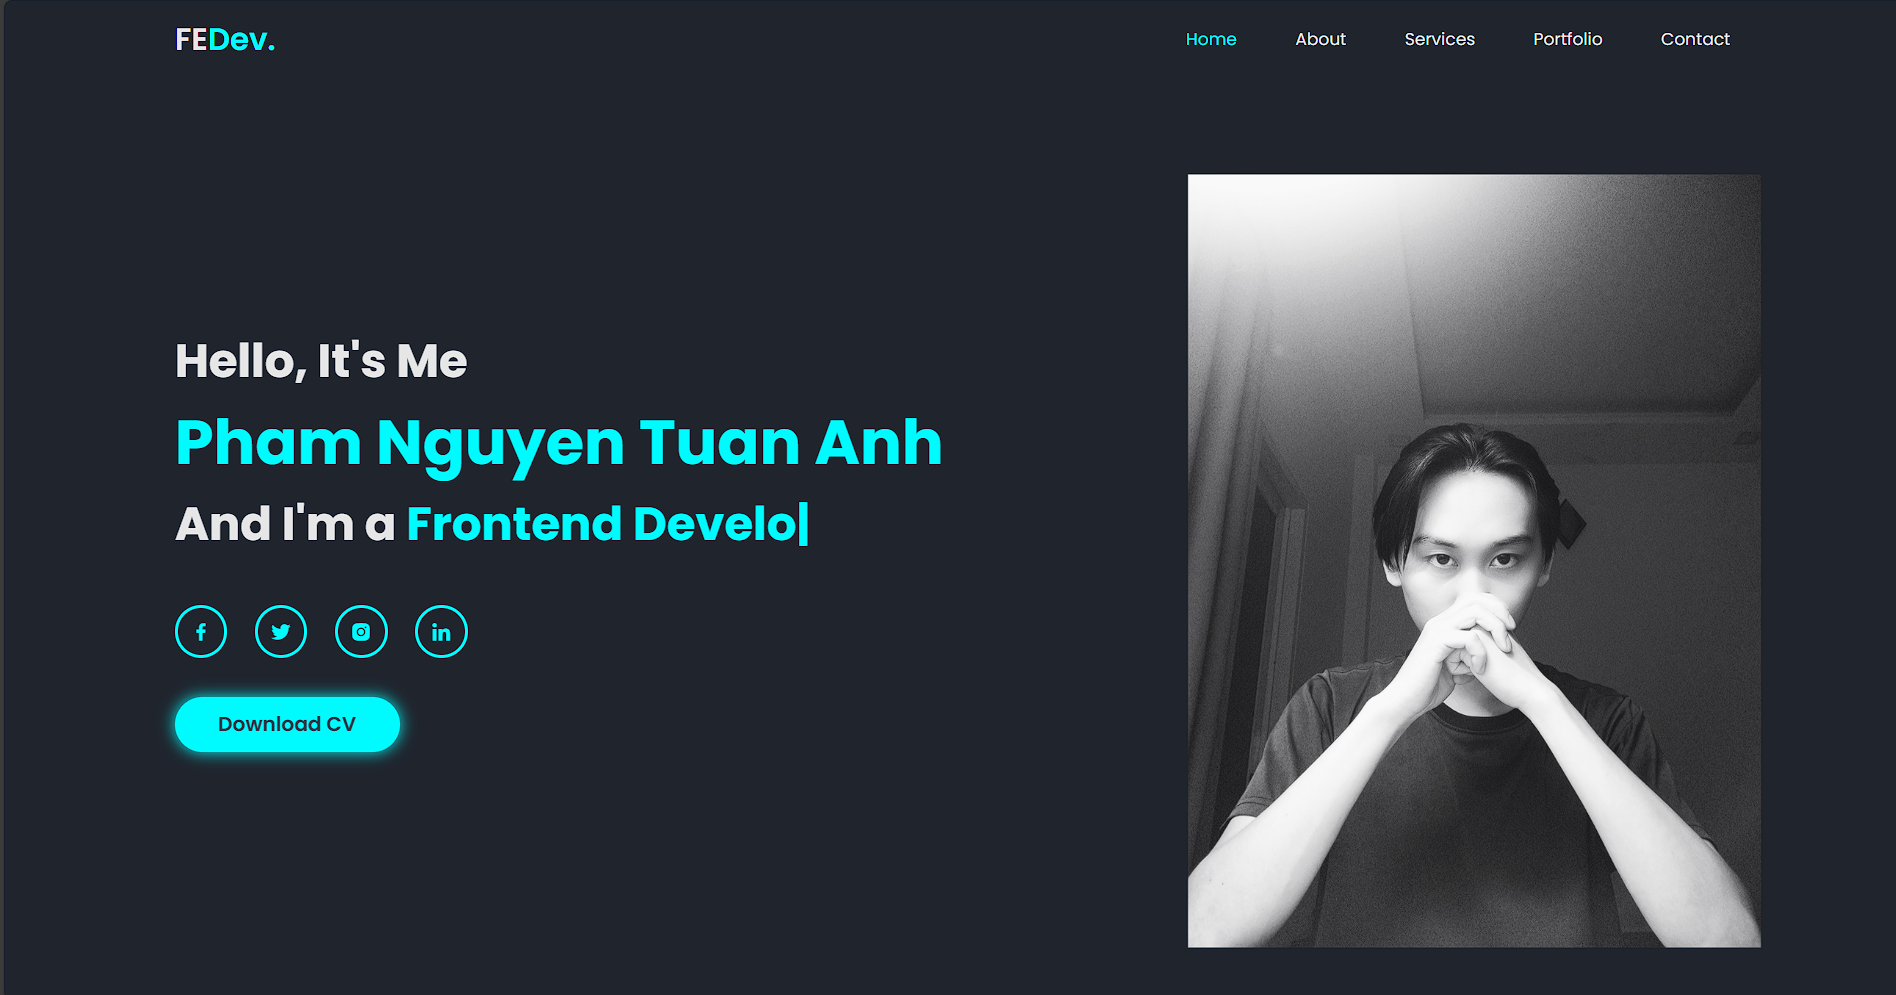 FEDev.
Home About Services Portfolio Contact
Hello, It's Me
Pham Nguyen Tuan Anh
And I'm a Frontend Develo
Download CV